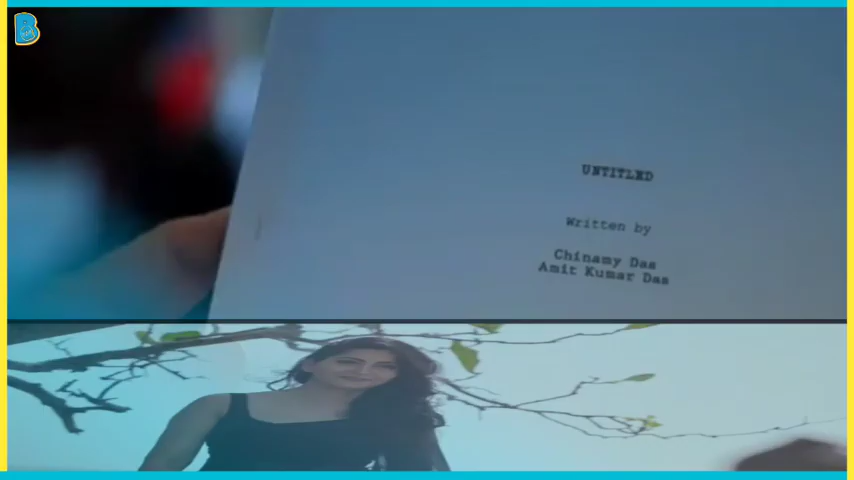 B
UNTITLED
Written by
Chinamy Das
Amit Kumar Das